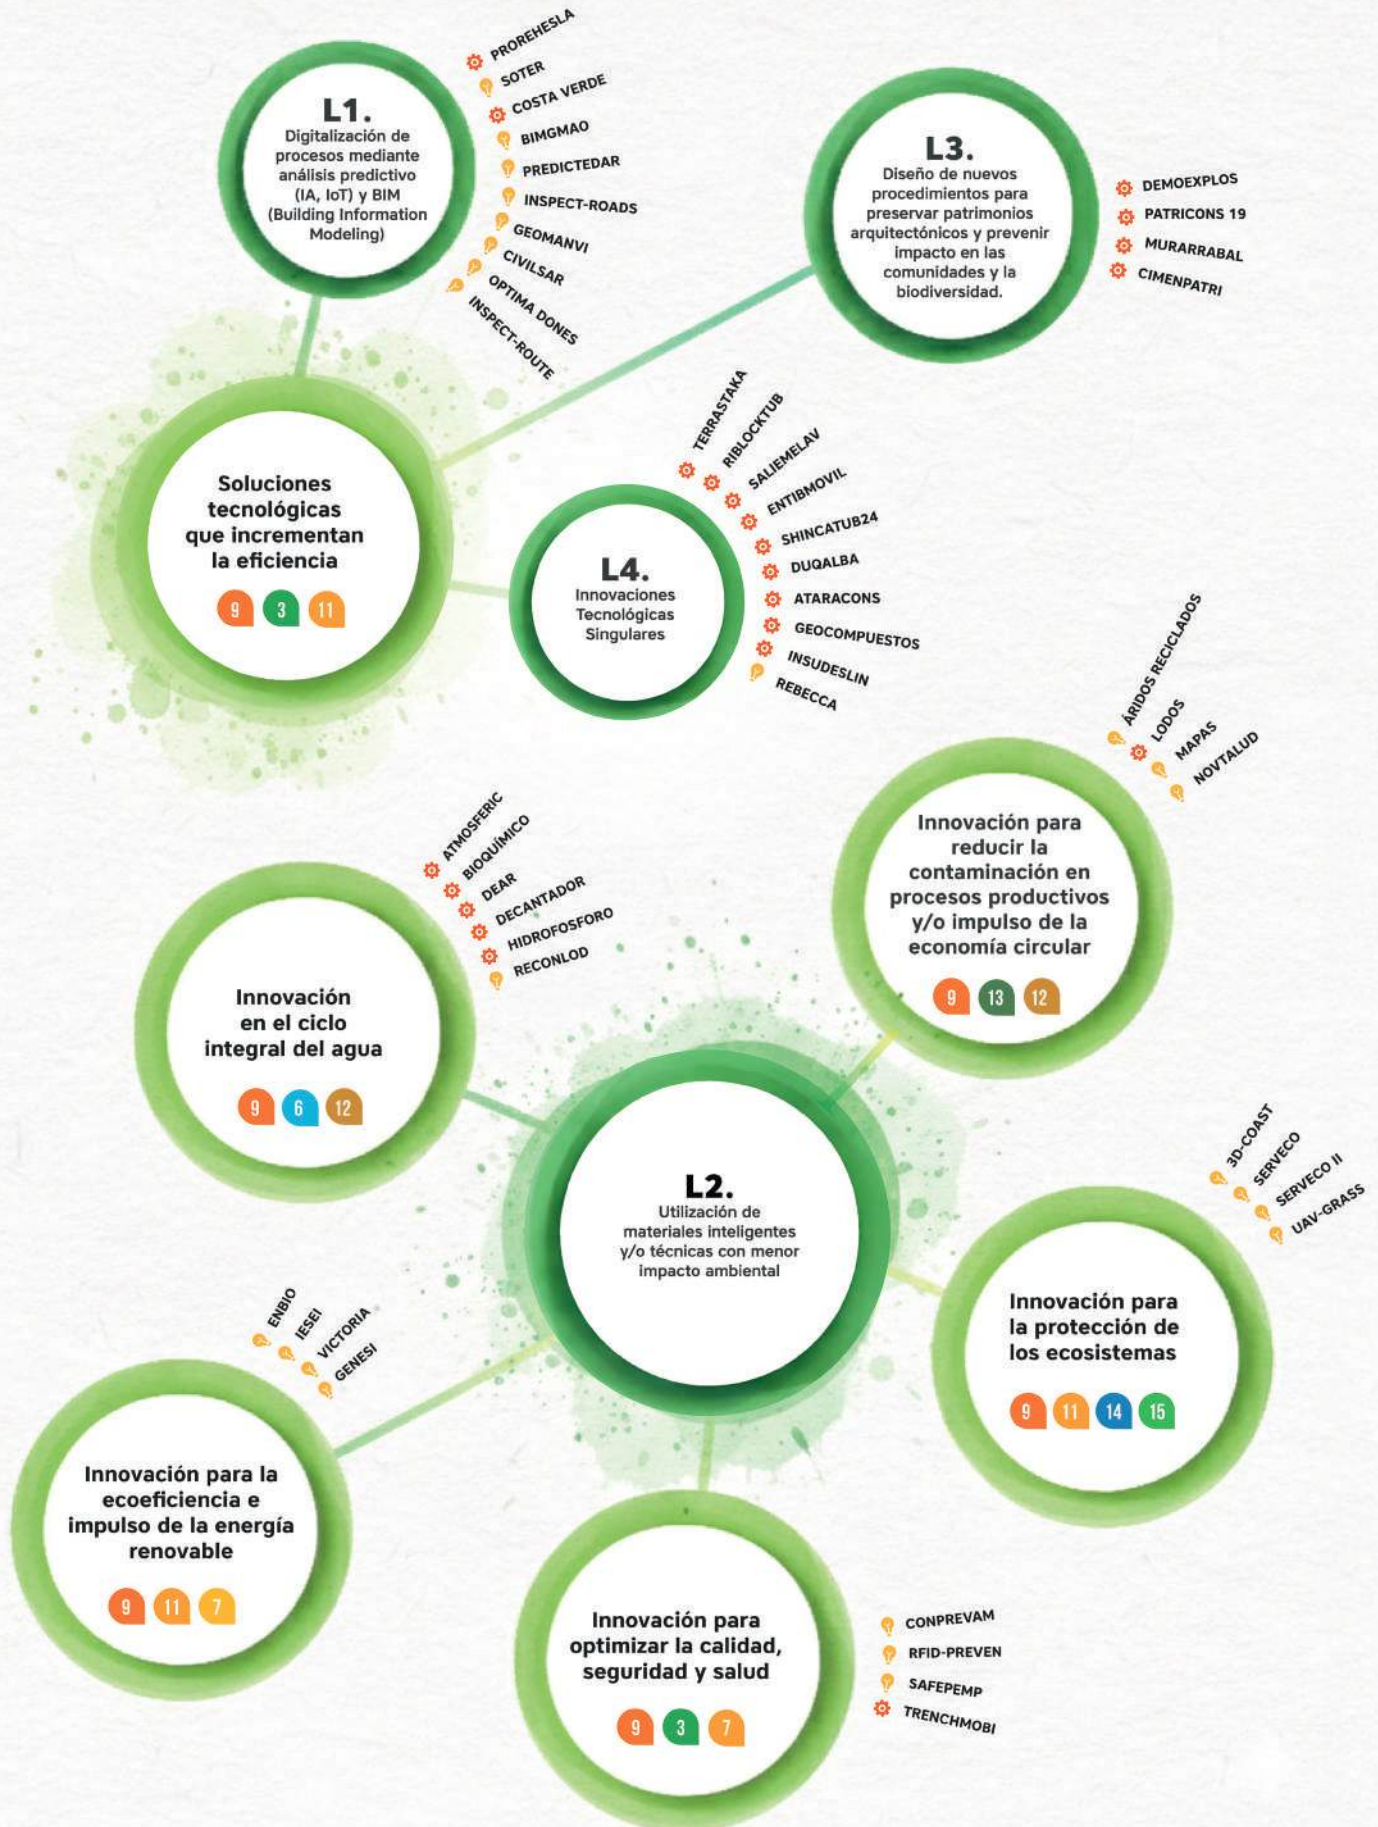 L1.
Digitalización de
procesos mediante
análisis predictivo
(IA, IoT) y BIM
(Building Information
Modeling)
PROREHESLA
SOTER
COSTA VERDE
BIMGMAO
PREDICTEDAR
INSPECT-ROADS
GEOMANVI
CIVILSAR
OPTIMA DONES
INSPECT-ROUTE
L3.
Diseño de nuevos
procedimientos para
preservar patrimonios
arquitectónicos y prevenir
impacto en las
comunidades y la
biodiversidad.
DEMOEXPLOS
PATRICONS 19
MURARRABAL
CIMENPATRI
Soluciones
tecnológicas
que incrementan
la eficiencia
9 3 11
L4.
Innovaciones
Tecnológicas
Singulares
TERRASTAKA
RIBLOCKTUB
SALIEMELAV
ENTIBMOVIL
SHINCATUB24
DUQALBA
ATARACONS
GEOCOMPUESTOS
INSUDESLIN
REBECCA
ÁRIDOS RECICLADOS
LODOS
MAPAS
NOVTALUD
Innovación para
reducir la
contaminación en
procesos productivos
y/o impulso de la
economía circular
9 13 12
ATMOSFERIC
BIOQUÍMICO
DEAR
DECANTADOR
HIDROFOSFORO
RECONLOD
Innovación
en el ciclo
integral del agua
9 6 12
L2.
Utilización de
materiales inteligentes
y/o técnicas con menor
impacto ambiental
3D-COAST
SERVECO
SERVECO II
UAV-GRASS
Innovación para
la protección de
los ecosistemas
9 11 14 15
ENBIO
IESEI
VICTORIA
GENESI
Innovación para la
ecoeficiencia e
impulso de la energía
renovable
9 11 7
Innovación para
optimizar la calidad,
seguridad y salud
9 3 7
CONPREVAM
RFID-PREVEN
SAFEPEMP
TRENCHMOBI